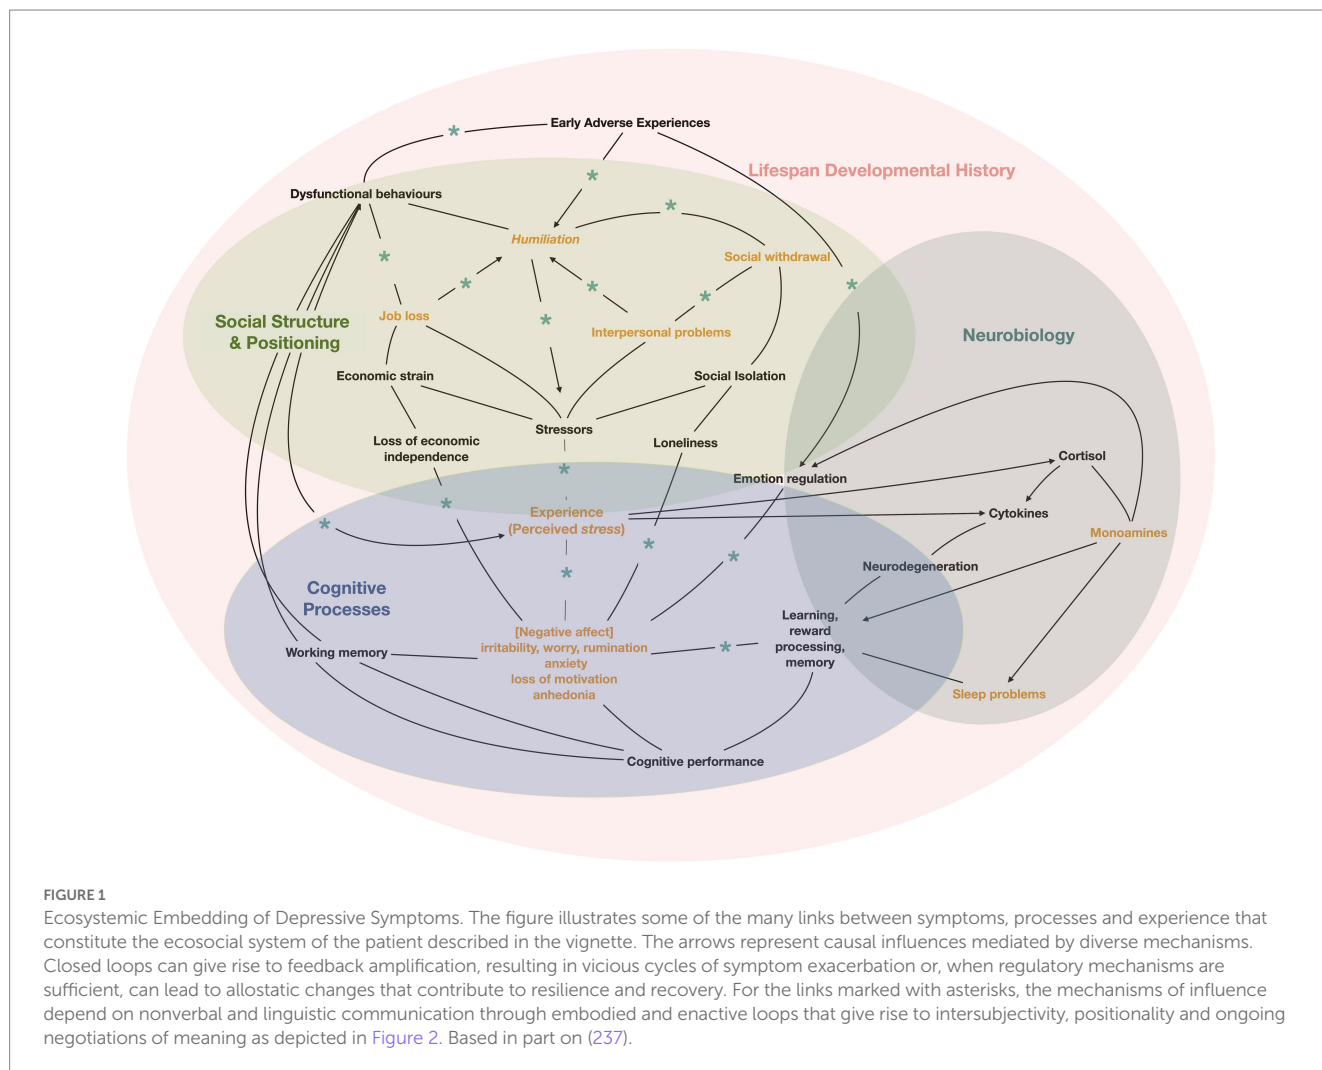 Early Adverse Experiences
*
Lifespan Developmental History
*
Dysfunctional behaviours
*
Humiliation
*
Social withdrawal
*
*
*
*
Social Structure
& Positioning
Job loss
*
Interpersonal problems
Neurobiology
Economic strain
Social Isolation
Stressors
Loss of economic
independence
Loneliness
*
Emotion regulation
Cortisol
*
Experience
(Perceived stress)
Cytokines
*
*
*
Monoamines
*
Neurodegeneration
Cognitive
Processes
[Negative affect]
irritability, worry, rumination
anxiety
loss of motivation
anhedonia
Learning,
reward
processing,
memory
*
Working memory
Sleep problems
Cognitive performance
FIGURE 1
Ecosystemic Embedding of Depressive Symptoms. The figure illustrates some of the many links between symptoms, processes and experience that
constitute the ecosocial system of the patient described in the vignette. The arrows represent causal influences mediated by diverse mechanisms.
Closed loops can give rise to feedback amplification, resulting in vicious cycles of symptom exacerbation or, when regulatory mechanisms are
sufficient, can lead to allostatic changes that contribute to resilience and recovery. For the links marked with asterisks, the mechanisms of influence
depend on nonverbal and linguistic communication through embodied and enactive loops that give rise to intersubjectivity, positionality and ongoing
negotiations of meaning as depicted in Figure 2. Based in part on (237).